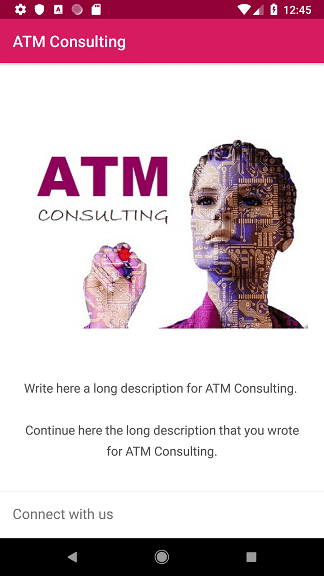 12:45
ATM Consulting
ATM
CONSULTING
Write here a long description for ATM Consulting.
Continue here the long description that you wrote
for ATM Consulting.
Connect with us